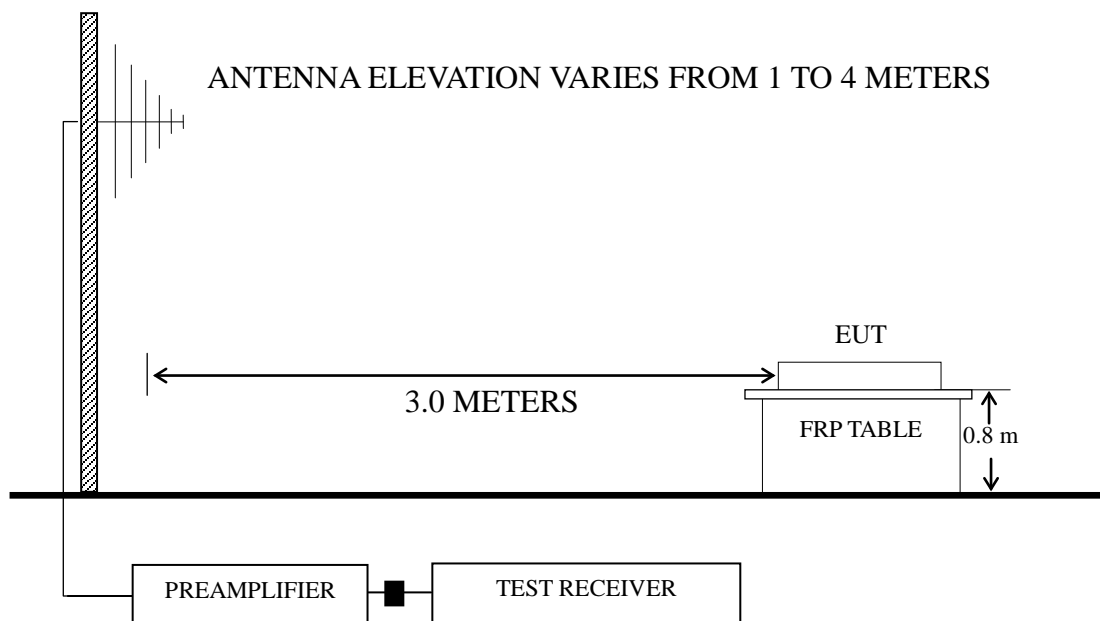 ANTENNA ELEVATION VARIES FROM 1 TO 4 METERS
EUT
3.0 METERS
FRP TABLE
0.8 m
PREAMPLIFIER
TEST RECEIVER